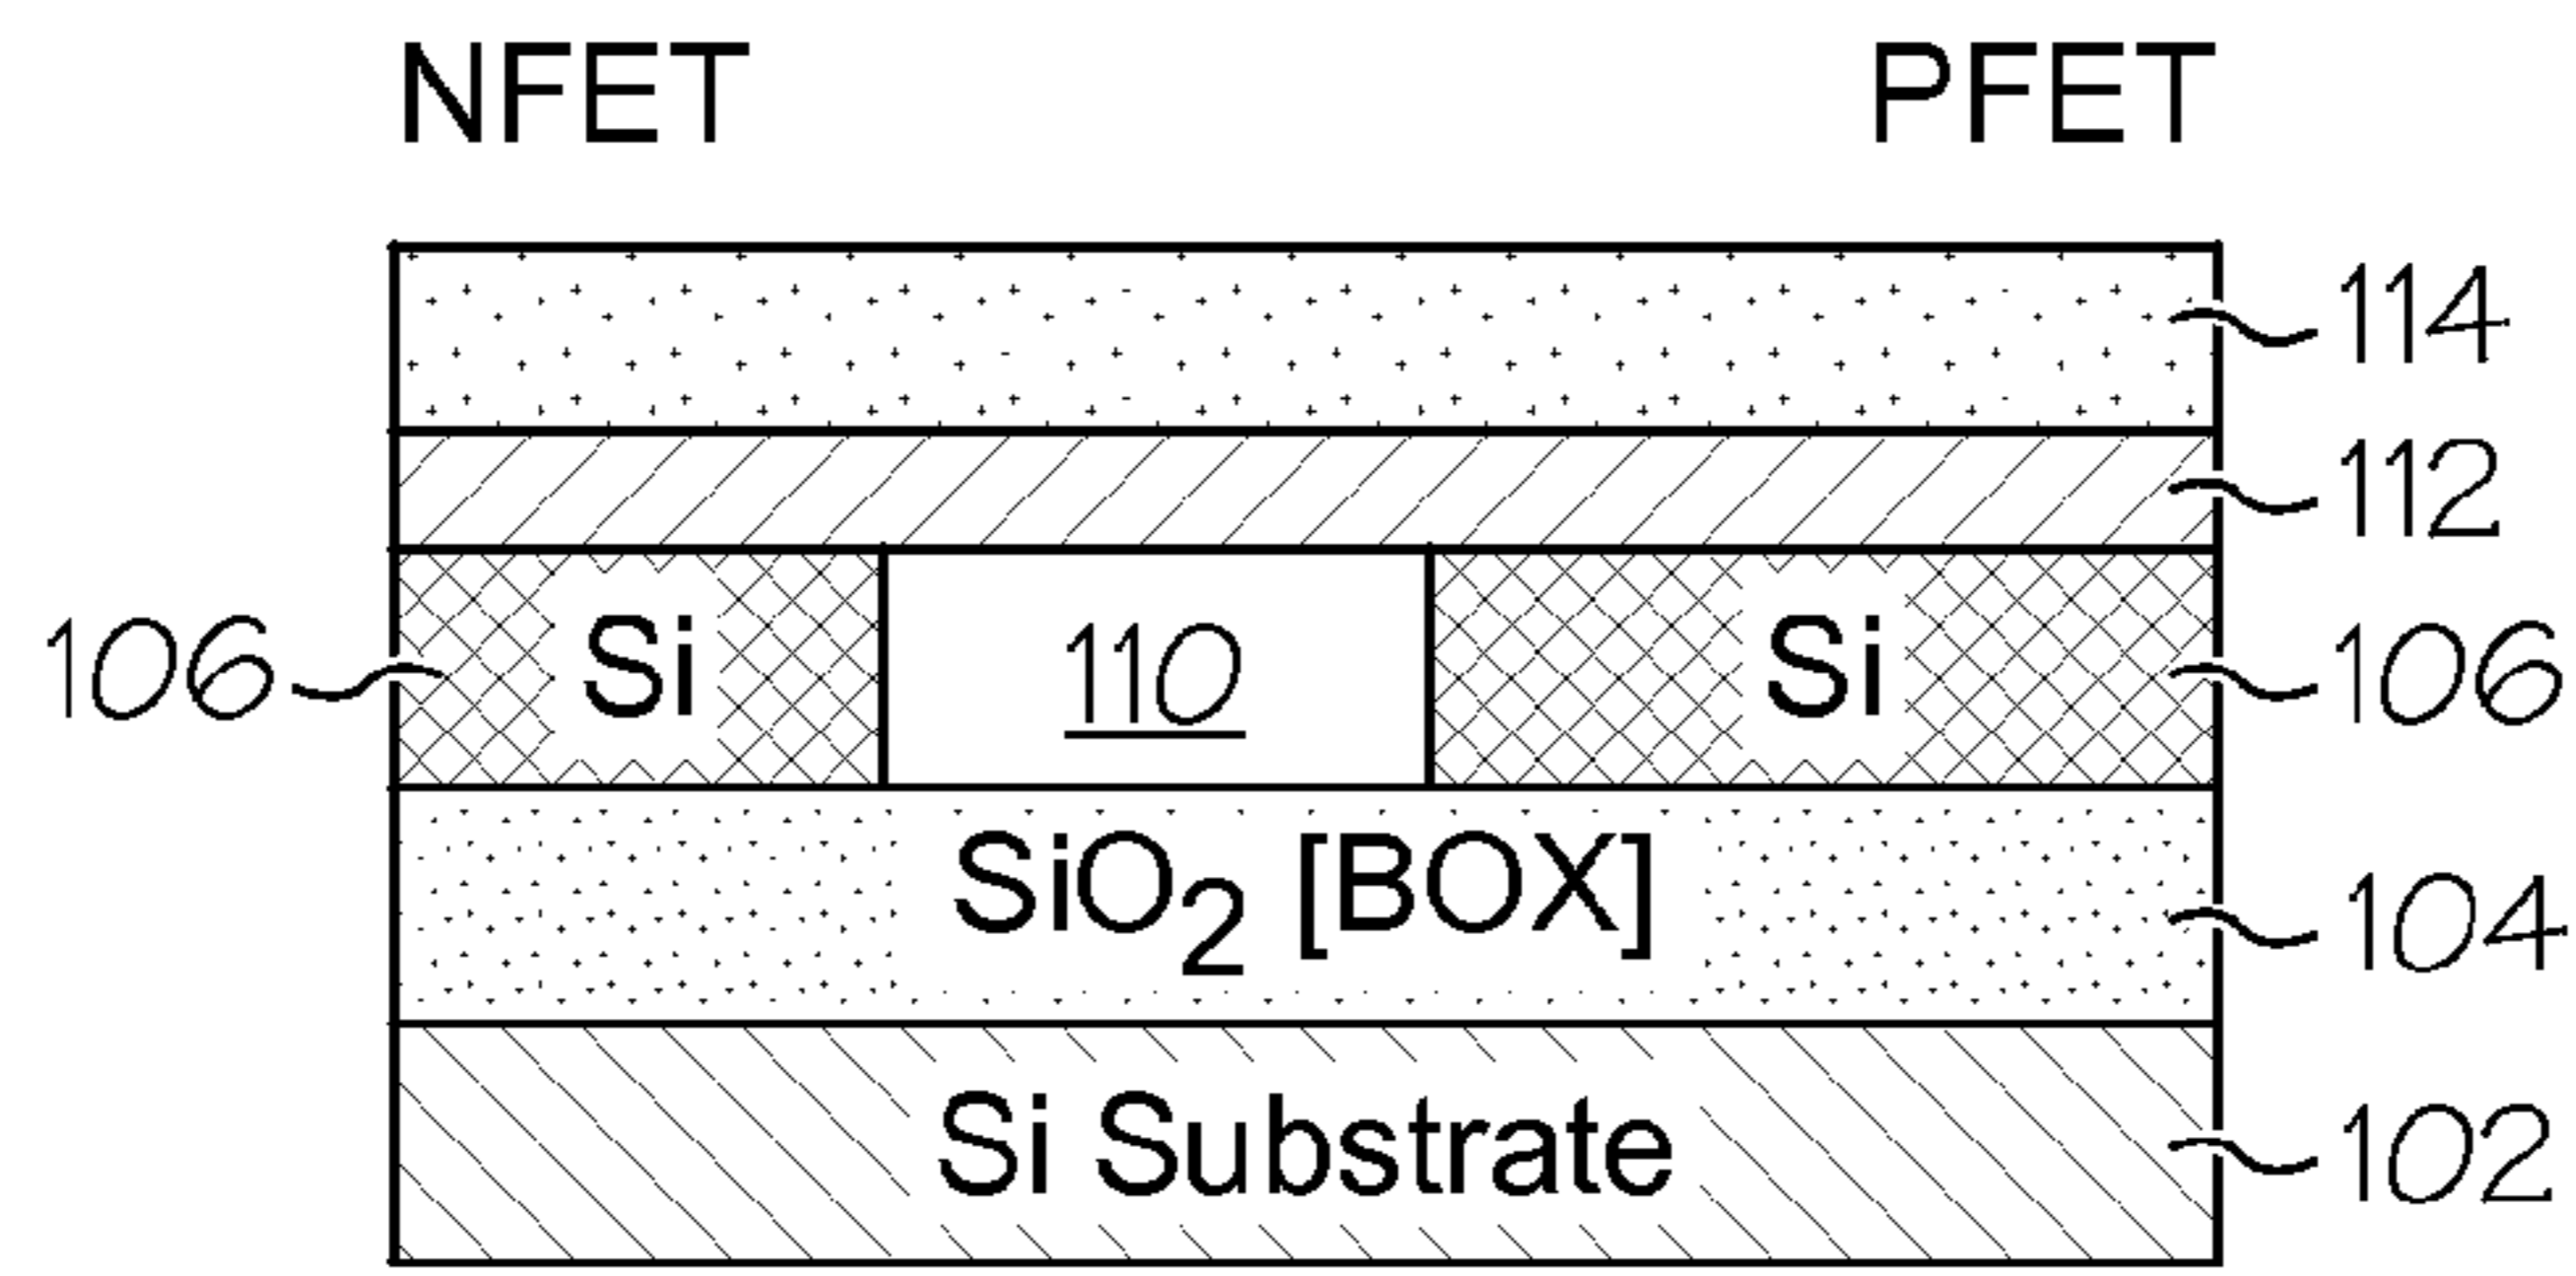 NFET PFET
114
112
106 Si 110 Si 106
SiO₂ [BOX] 104
Si Substrate 102